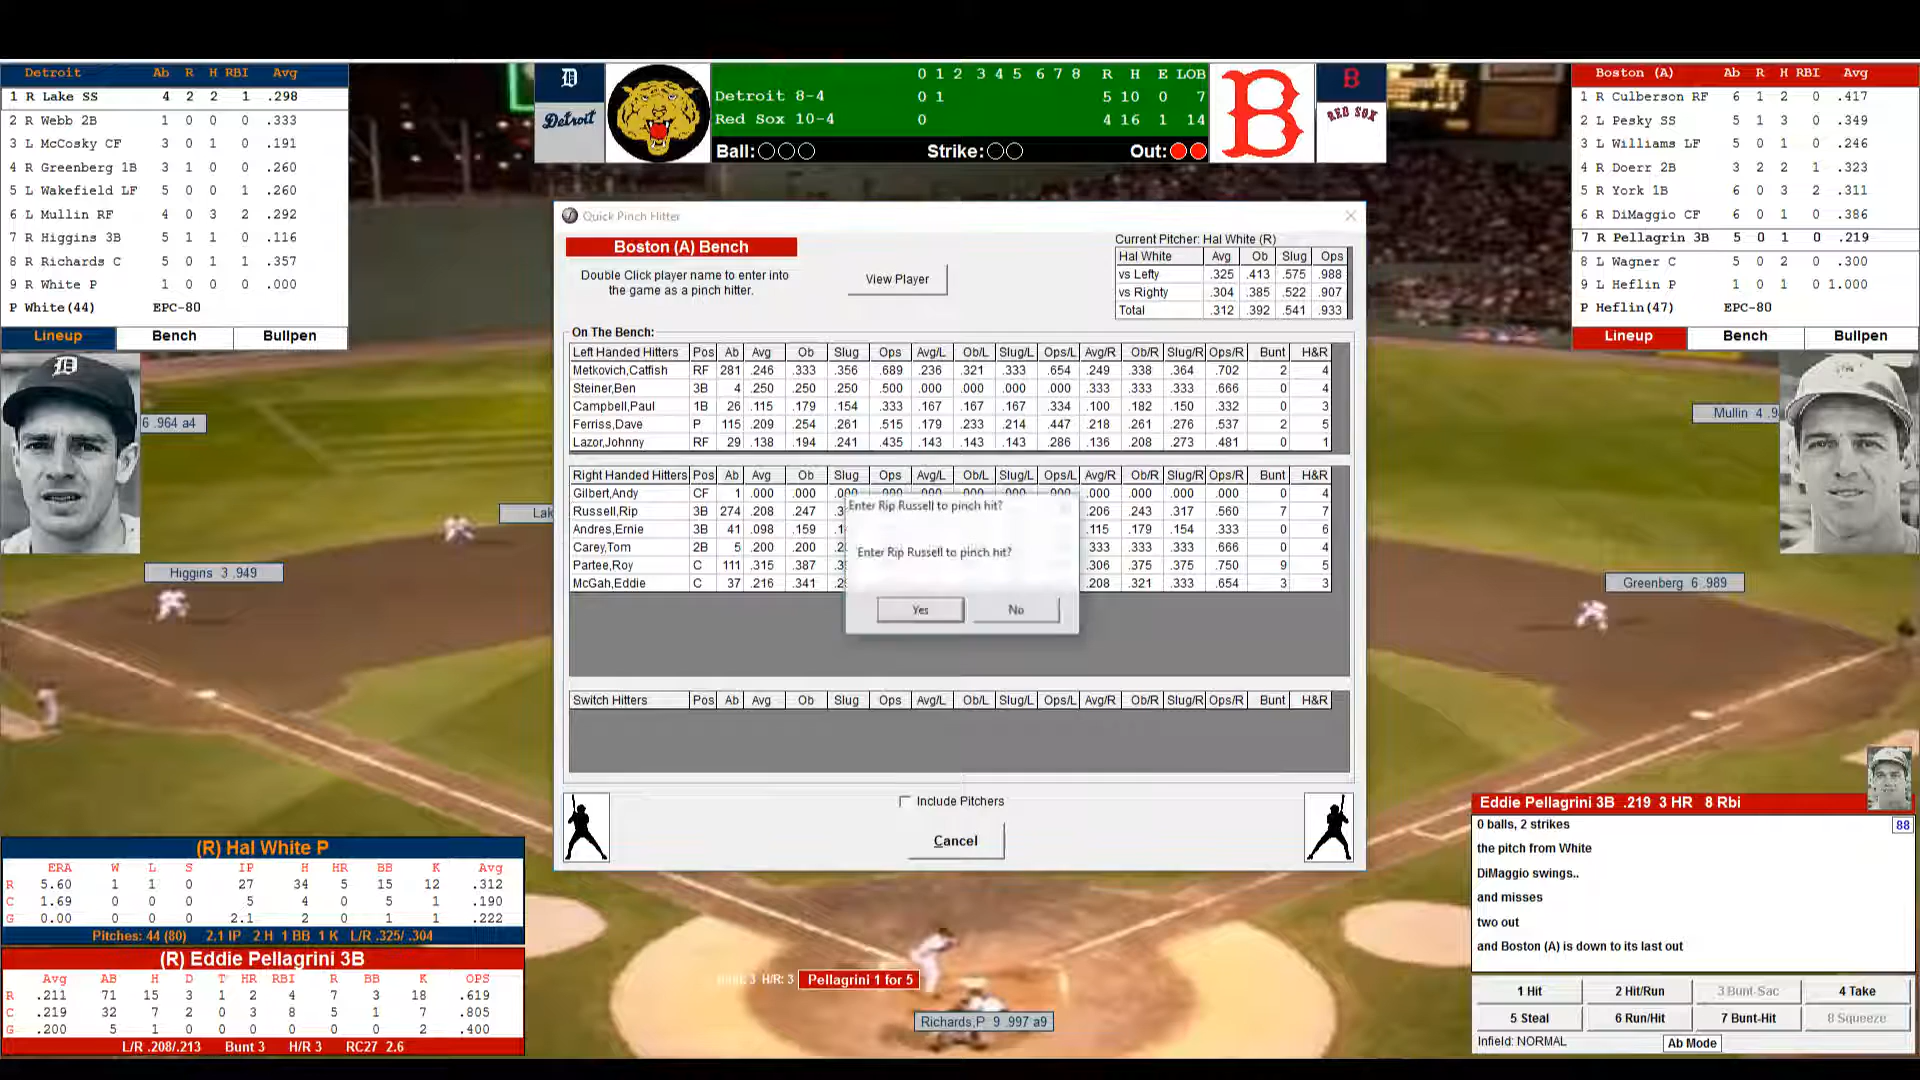 Detroit Ab R H RBI Avg
1 R Lake SS 4 2 2 1 .298
2 R Webb 2B 1 0 0 0 .333
3 L McCosky CF 3 0 1 0 .191
4 R Greenberg 1B 3 1 0 0 .260
5 L Wakefield LF 5 0 0 1 .260
6 L Mullin RF 4 0 3 2 .292
7 R Higgins 3B 5 1 1 0 .116
8 R Richards C 5 0 1 1 .357
9 R White P 1 0 0 0 .000
P White(44) EPC-80
Lineup Bench Bullpen
D
Detroit
0 1 2 3 4 5 6 7 8 R H E LOB
Detroit 8-4 0 1 5 10 0 7
Red Sox 10-4 0 4 16 1 14
Ball: Strike: Out:
B
B
RED SOX
Boston (A) Ab R H RBI Avg
1 R Culberson RF 6 1 2 0 .417
2 L Pesky SS 5 1 3 0 .349
3 L Williams LF 5 0 1 0 .246
4 R Doerr 2B 3 2 2 1 .323
5 R York 1B 6 0 3 2 .311
6 R DiMaggio CF 6 0 1 0 .386
7 R Pellagrin 3B 5 0 1 0 .219
8 L Wagner C 5 0 2 0 .300
9 L Heflin P 1 0 1 0 1.000
P Heflin(47) EPC-80
Lineup Bench Bullpen
Quick Pinch Hitter
Boston (A) Bench
Double Click player name to enter into
the game as a pinch hitter.
View Player
Current Pitcher: Hal White (R)
Hal White Avg Ob Slug Ops
vs Lefty .325 .413 .575 .988
vs Righty .304 .385 .522 .907
Total .312 .392 .541 .933
On The Bench:
Left Handed Hitters Pos Ab Avg Ob Slug Ops Avg/L Ob/L Slug/L Ops/L Avg/R Ob/R Slug/R Ops/R Bunt H&R
Metkovich,Catfish RF 281 .246 .333 .356 .689 .236 .321 .333 .654 .249 .338 .364 .702 2 4
Steiner,Ben 3B 4 .250 .250 .250 .500 .000 .000 .000 .000 .333 .333 .333 .666 0 4
Campbell,Paul 1B 26 .115 .179 .154 .333 .167 .167 .167 .334 .100 .182 .150 .332 0 3
Ferriss,Dave P 115 .209 .254 .261 .515 .179 .233 .214 .447 .218 .261 .276 .537 2 5
Lazor,Johnny RF 29 .138 .194 .241 .435 .143 .143 .143 .286 .136 .208 .273 .481 0 1
Right Handed Hitters Pos Ab Avg Ob Slug Ops Avg/L Ob/L Slug/L Ops/L Avg/R Ob/R Slug/R Ops/R Bunt H&R
Gilbert,Andy CF 1 .000 .000 .000 .000 .000 .000 .000 .000 .000 .000 .000 .000 0 4
Russell,Rip 3B 274 .208 .247 .206 .243 .317 .560 7 7
Andres,Ernie 3B 41 .098 .159 .115 .179 .154 .333 0 6
Carey,Tom 2B 5 .200 .200 .333 .333 .333 .666 0 4
Partee,Roy C 111 .315 .387 .306 .375 .375 .750 9 5
McGah,Eddie C 37 .216 .341 .208 .321 .333 .654 3 3
Enter Rip Russell to pinch hit?
Enter Rip Russell to pinch hit?
Yes No
Switch Hitters Pos Ab Avg Ob Slug Ops Avg/L Ob/L Slug/L Ops/L Avg/R Ob/R Slug/R Ops/R Bunt H&R
Include Pitchers
Cancel
D
6 .964 a4
Lak
Higgins 3 .949
Mullin 4 .9
Greenberg 6 .989
(R) Hal White P
ERA W L S IP H HR BB K Avg
R 5.60 1 1 0 27 34 5 15 12 .312
C 1.69 0 0 0 5 4 0 5 1 .190
G 0.00 0 0 0 2.1 2 0 1 1 .222
Pitches: 44 (80) 2.1 IP 2 H 1 BB 1 K L/R .325/ .304
(R) Eddie Pellagrini 3B
Avg AB H D T HR RBI R BB K OPS
R .211 71 15 3 1 2 4 7 3 18 .619
C .219 32 7 2 0 3 8 5 1 7 .805
G .200 5 1 0 0 0 0 0 0 2 .400
L/R .208/.213 Bunt 3 H/R 3 RC27 2.6
Bunt: 3 H/R: 3
Pellagrini 1 for 5
Richards,P 9 .997 a9
Eddie Pellagrini 3B .219 3 HR 8 Rbi
0 balls, 2 strikes
88
the pitch from White
DiMaggio swings..
and misses
two out
and Boston (A) is down to its last out
1 Hit 2 Hit/Run 3 Bunt-Sac 4 Take
5 Steal 6 Run/Hit 7 Bunt-Hit 8 Squeeze
Infield: NORMAL Ab Mode